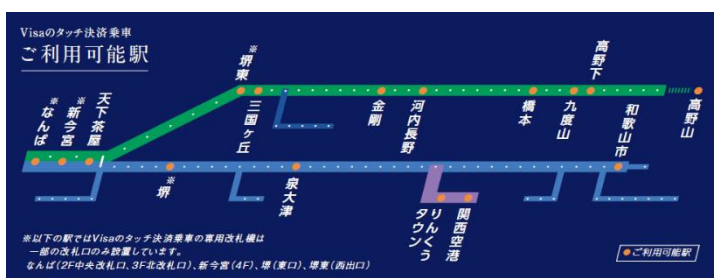 Visaのタッチ決済乗車
ご利用可能駅
※なんば
※新今宮
天下茶屋
※堺東
三国ヶ丘
金剛
河内長野
橋本
九度山
高野下
高野山
※堺
泉大津
りんくう
タウン
関西空港
和歌山市
※以下の駅ではVisaのタッチ決済乗車の専用改札機は
一部の改札口のみ設置しています。
なんば(2F中央改札口、3F北改札口)、新今宮(4F)、堺(東口)、堺東(西出口)
ご利用可能駅